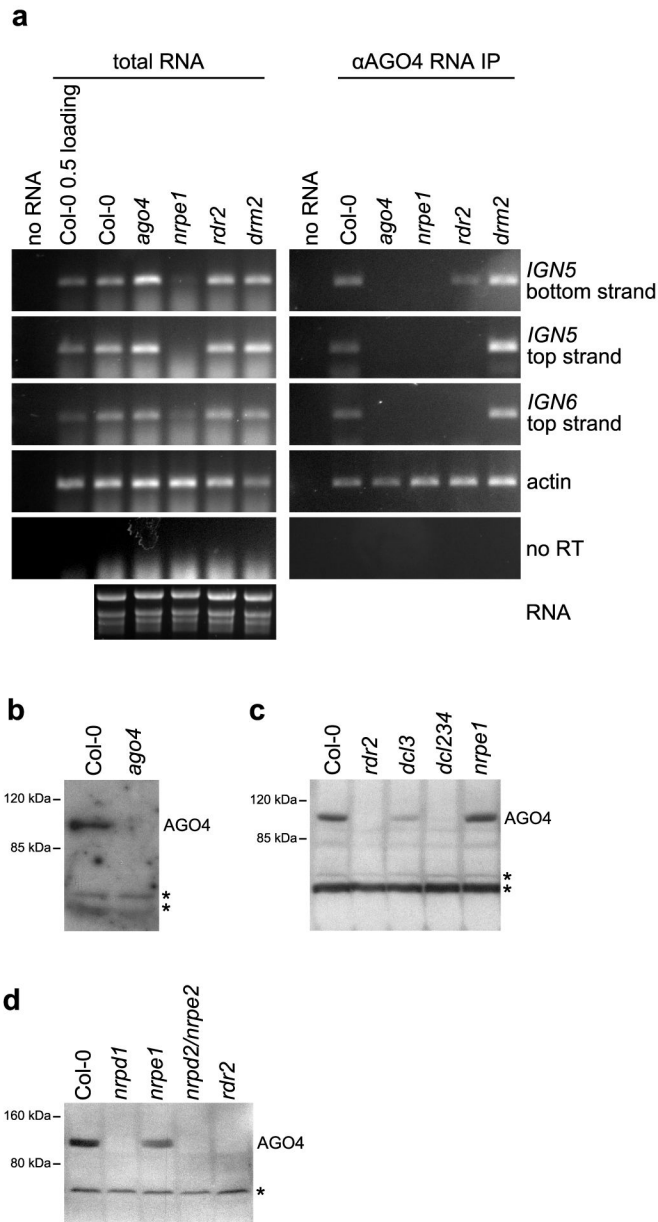 a
total RNA
αAGO4 RNA IP
no RNA
Col-0 0.5 loading
Col-0
ago4
nrpe1
rdr2
drm2
no RNA
Col-0
ago4
nrpe1
rdr2
drm2
IGN5
bottom strand
IGN5
top strand
IGN6
top strand
actin
no RT
RNA
b
Col-0
ago4
120 kDa
AGO4
85 kDa
*
*
c
Col-0
rdr2
dcl3
dcl234
nrpe1
120 kDa
AGO4
85 kDa
*
*
d
Col-0
nrpd1
nrpe1
nrpd2/nrpe2
rdr2
160 kDa
AGO4
80 kDa
*